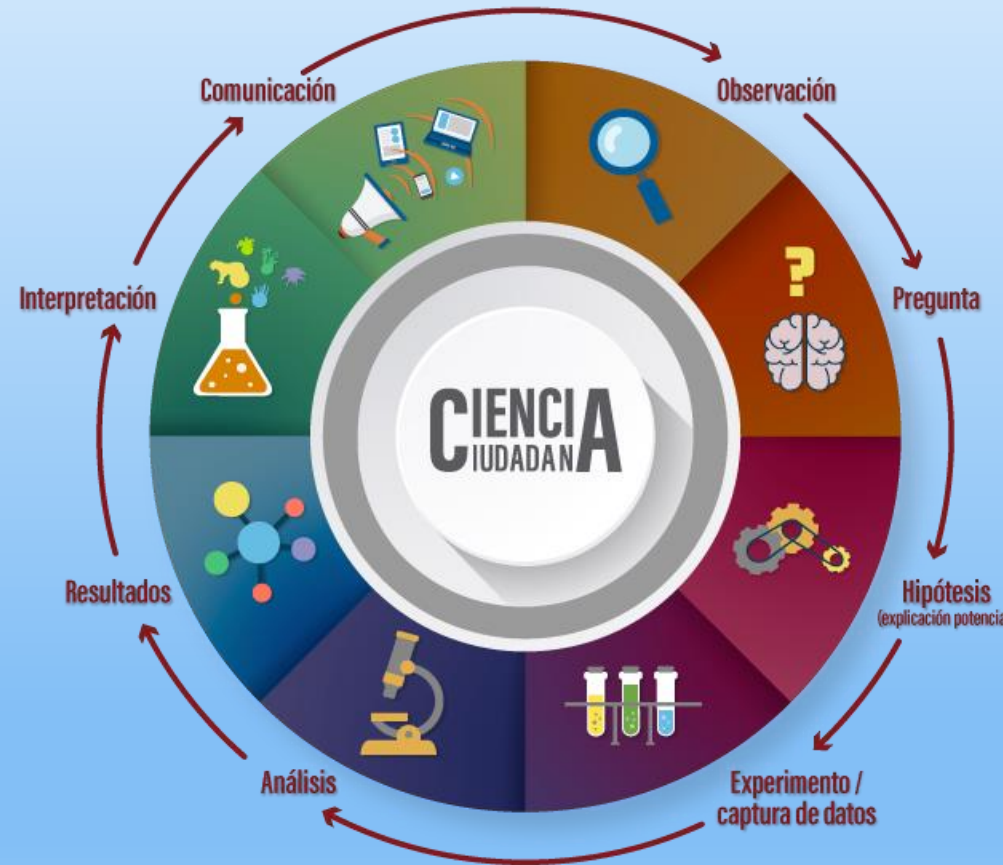 Comunicación
Observación
Pregunta
Hipótesis
(explicación potencia
Experimento /
captura de datos
Análisis
Resultados
Interpretación
CIENCIA
CIUDADANA
?